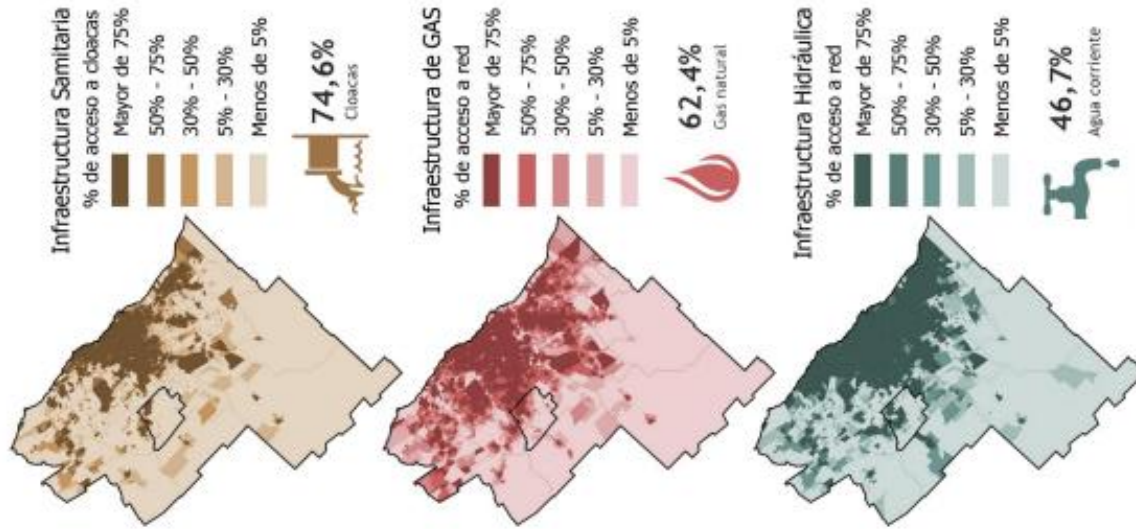 Infraestructura Samitaria
% de acceso a cloacas
Mayor de 75%
50% - 75%
30% - 50%
5% - 30%
Menos de 5%
74,6%
Cloacas
Infraestructura de GAS
% de acceso a red
Mayor de 75%
50% - 75%
30% - 50%
5% - 30%
Menos de 5%
62,4%
Gas natural
Infraestructura Hidráulica
% de acceso a red
Mayor de 75%
50% - 75%
30% - 50%
5% - 30%
Menos de 5%
46,7%
Agua corriente